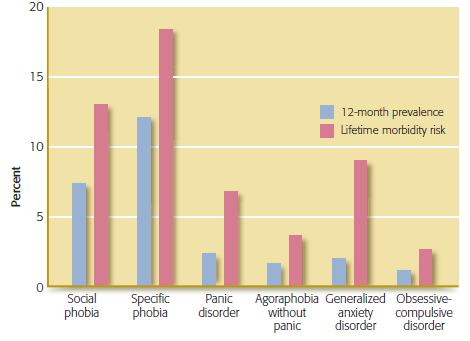 20
15
10
5
0
Percent
12-month prevalence
Lifetime morbidity risk
Social
phobia
Specific
phobia
Panic
disorder
Agoraphobia
without
panic
Generalized
anxiety
disorder
Obsessive-
compulsive
disorder